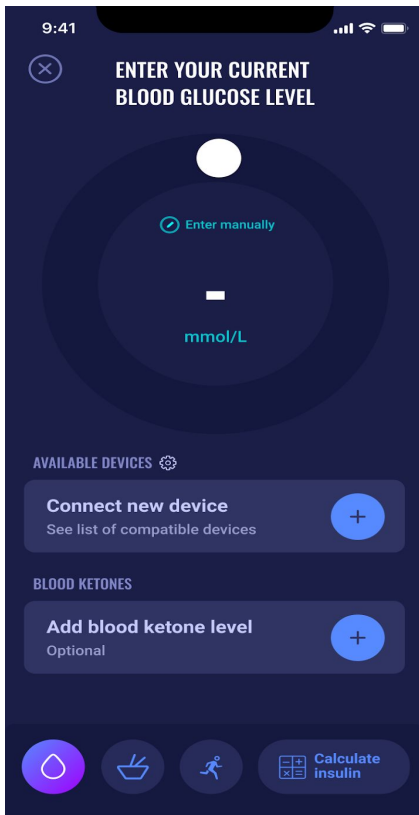 9:41
ENTER YOUR CURRENT
BLOOD GLUCOSE LEVEL
Enter manually
-
mmol/L
AVAILABLE DEVICES
Connect new device
See list of compatible devices
+
BLOOD KETONES
Add blood ketone level
Optional
+
Calculate
insulin